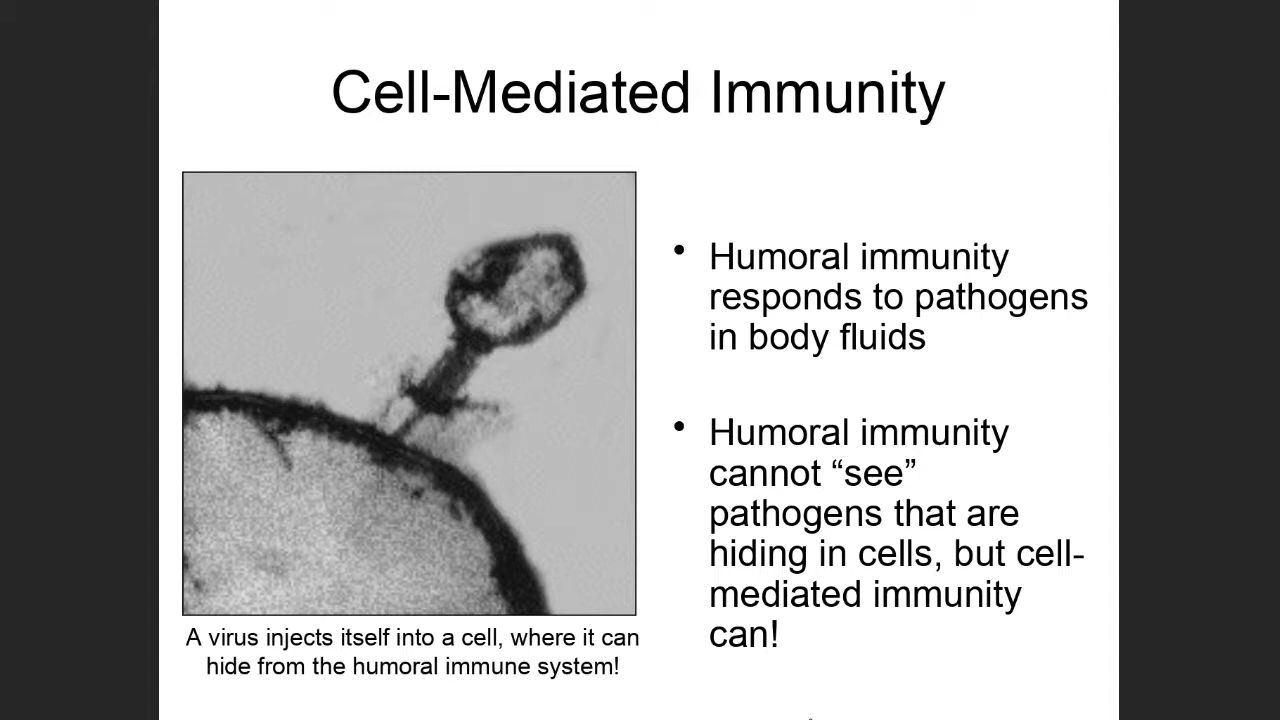 Cell-Mediated Immunity
• Humoral immunity
responds to pathogens
in body fluids
• Humoral immunity
cannot “see”
pathogens that are
hiding in cells, but cell-
mediated immunity
can!
A virus injects itself into a cell, where it can
hide from the humoral immune system!